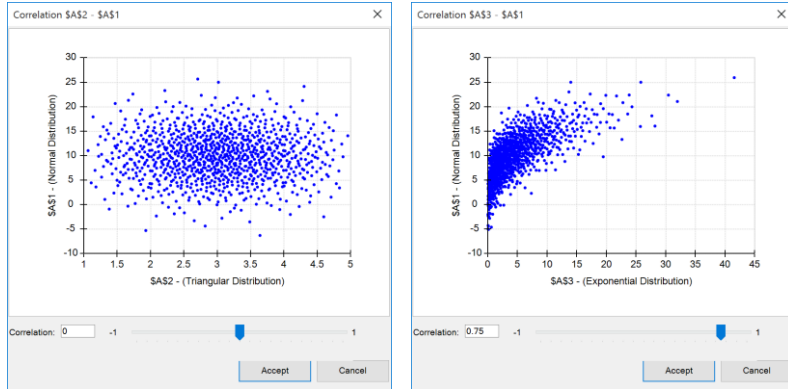 Correlation $A$2 - $A$1
30
25
20
15
10
5
0
-5
-10
$A$1 - (Normal Distribution)
1 1.5 2 2.5 3 3.5 4 4.5 5
$A$2 - (Triangular Distribution)
Correlation: 0 -1 1
Accept Cancel
Correlation $A$3 - $A$1
30
25
20
15
10
5
0
-5
-10
$A$1 - (Normal Distribution)
0 5 10 15 20 25 30 35 40 45
$A$3 - (Exponential Distribution)
Correlation: 0.75 -1 1
Accept Cancel